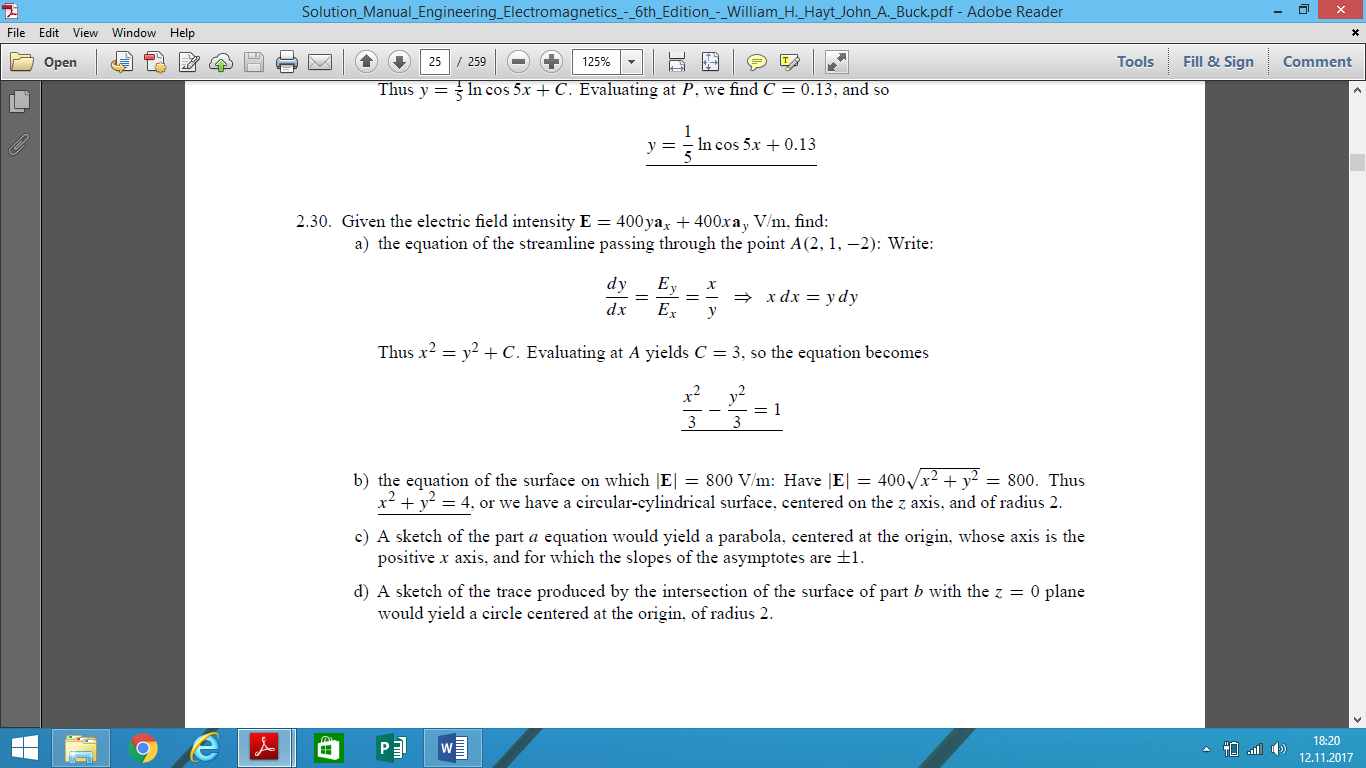 Solution_Manual_Engineering_Electromagnetics_-_6th_Edition_-_William_H._Hayt_John_A._Buck.pdf - Adobe Reader
File Edit View Window Help
Open 25 / 259 125% Tools Fill & Sign Comment
Thus y = 1/5 ln cos 5x + C. Evaluating at P, we find C = 0.13, and so
y = 1/5 ln cos 5x + 0.13
2.30. Given the electric field intensity E = 400yaₓ + 400xa_y V/m, find:
a) the equation of the streamline passing through the point A(2, 1, −2): Write:
dy/dx = E_y/E_x = x/y ⇒ x dx = y dy
Thus x² = y² + C. Evaluating at A yields C = 3, so the equation becomes
x²/3 − y²/3 = 1
b) the equation of the surface on which |E| = 800 V/m: Have |E| = 400√(x² + y²) = 800. Thus
x² + y² = 4, or we have a circular-cylindrical surface, centered on the z axis, and of radius 2.
c) A sketch of the part a equation would yield a parabola, centered at the origin, whose axis is the
positive x axis, and for which the slopes of the asymptotes are ±1.
d) A sketch of the trace produced by the intersection of the surface of part b with the z = 0 plane
would yield a circle centered at the origin, of radius 2.
18:20
12.11.2017